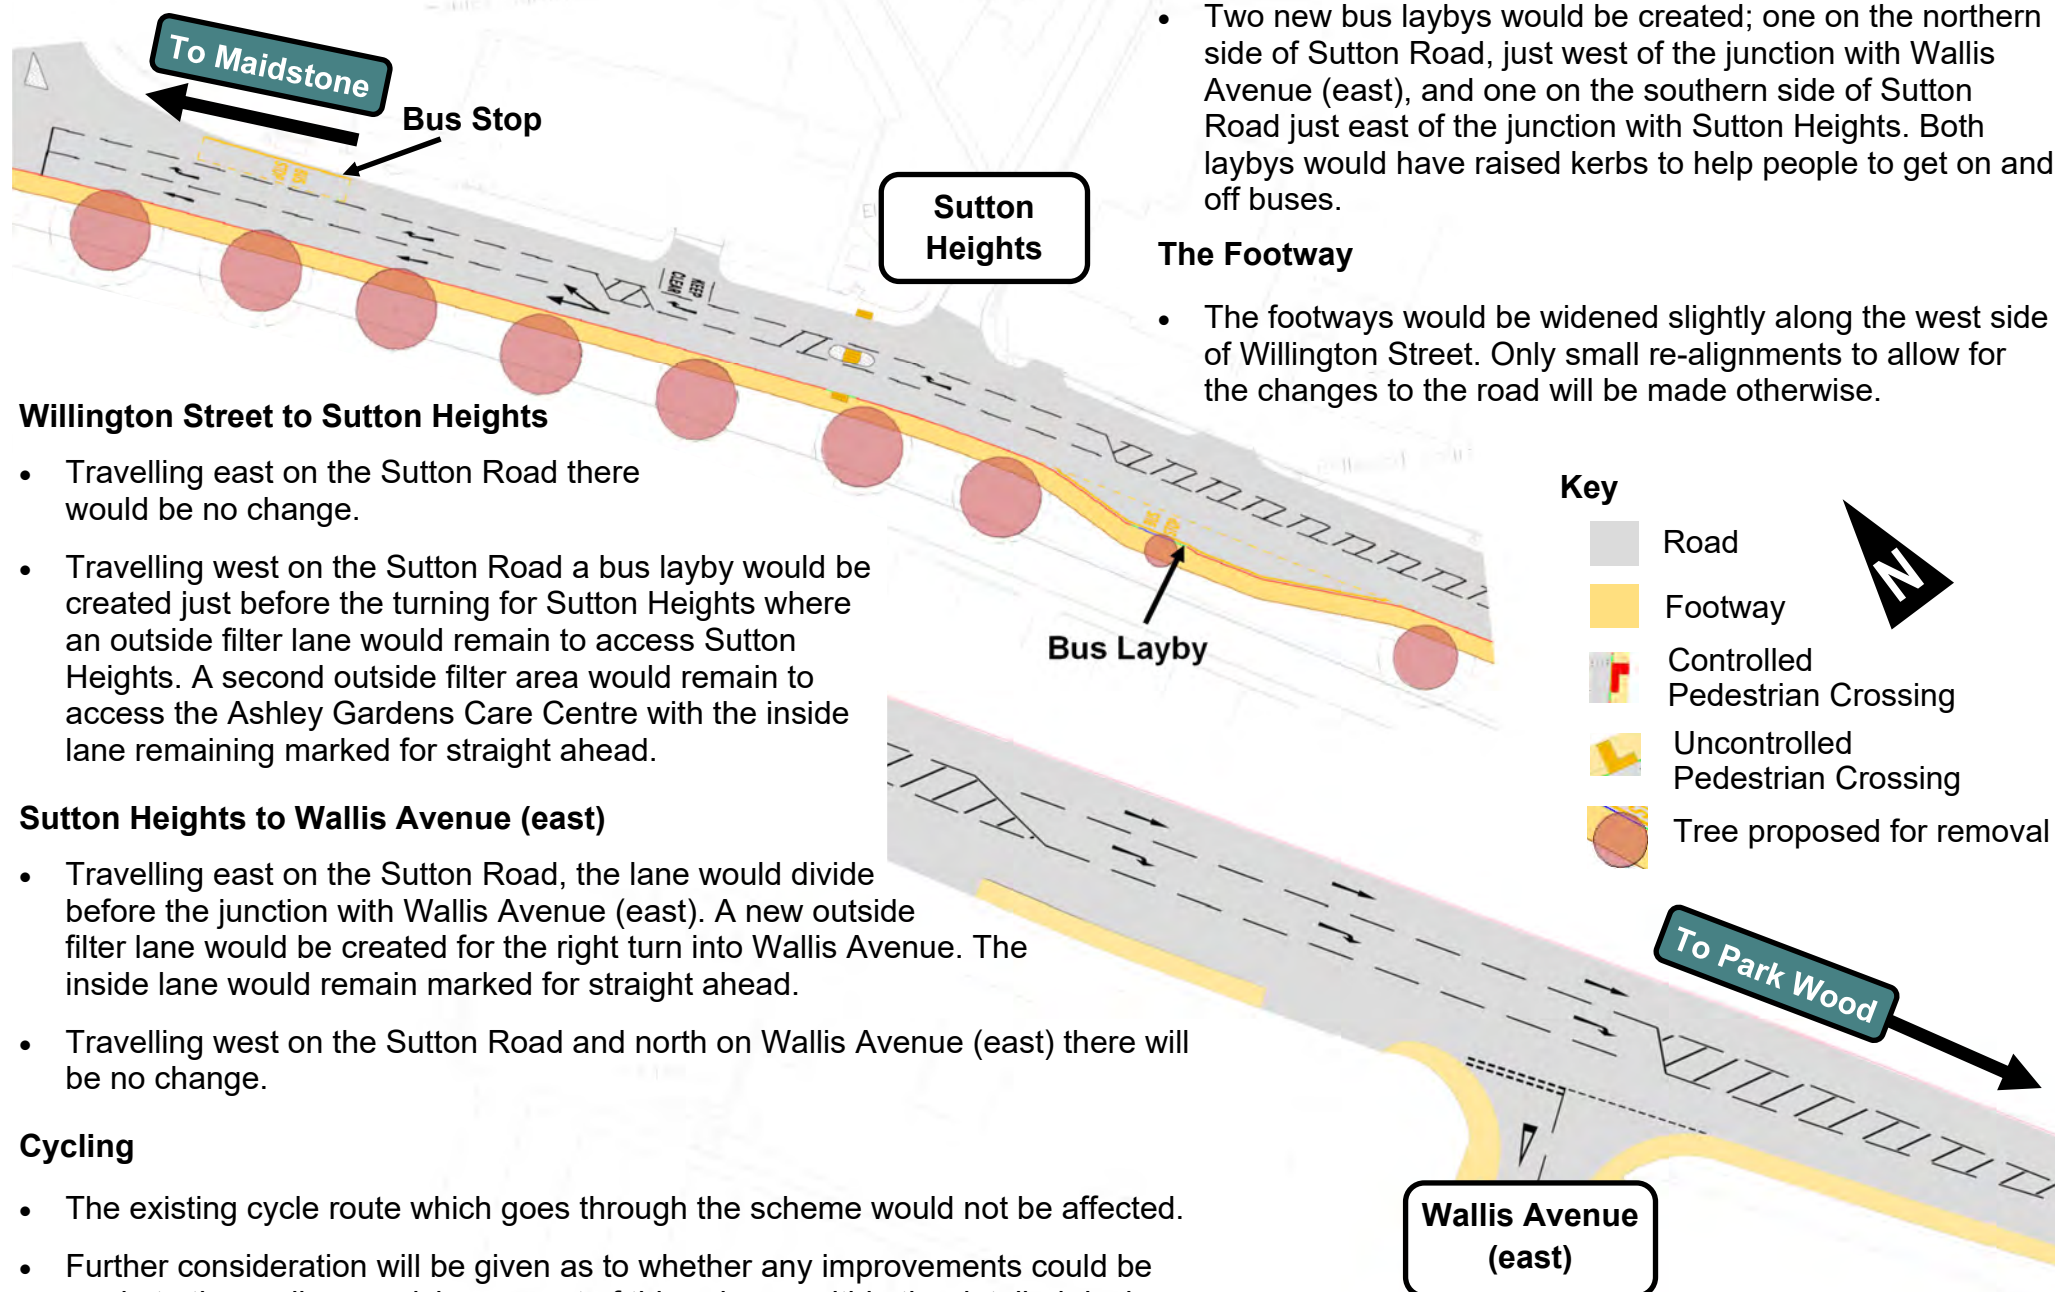 To Maidstone
Bus Stop
BUS
STOP
KEEP
CLEAR
Sutton
Heights
Bus Layby
Willington Street to Sutton Heights
• Travelling east on the Sutton Road there
would be no change.
• Travelling west on the Sutton Road a bus layby would be
created just before the turning for Sutton Heights where
an outside filter lane would remain to access Sutton
Heights. A second outside filter area would remain to
access the Ashley Gardens Care Centre with the inside
lane remaining marked for straight ahead.
Sutton Heights to Wallis Avenue (east)
• Travelling east on the Sutton Road, the lane would divide
before the junction with Wallis Avenue (east). A new outside
filter lane would be created for the right turn into Wallis Avenue. The
inside lane would remain marked for straight ahead.
• Travelling west on the Sutton Road and north on Wallis Avenue (east) there will
be no change.
Cycling
• The existing cycle route which goes through the scheme would not be affected.
• Further consideration will be given as to whether any improvements could be
• Two new bus laybys would be created; one on the northern
side of Sutton Road, just west of the junction with Wallis
Avenue (east), and one on the southern side of Sutton
Road just east of the junction with Sutton Heights. Both
laybys would have raised kerbs to help people to get on and
off buses.
The Footway
• The footways would be widened slightly along the west side
of Willington Street. Only small re-alignments to allow for
the changes to the road will be made otherwise.
Key
Road
Footway
Controlled
Pedestrian Crossing
Uncontrolled
Pedestrian Crossing
Tree proposed for removal
N
To Park Wood
Wallis Avenue
(east)